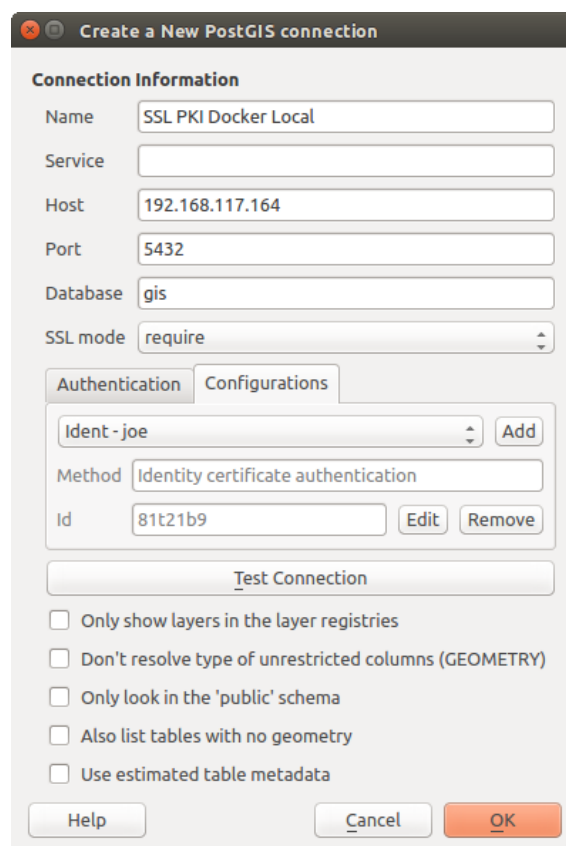 Create a New PostGIS connection
Connection Information
Name SSL PKI Docker Local
Service
Host 192.168.117.164
Port 5432
Database gis
SSL mode require
Authentication Configurations
Ident - joe Add
Method Identity certificate authentication
Id 81t21b9 Edit Remove
Test Connection
Only show layers in the layer registries
Don't resolve type of unrestricted columns (GEOMETRY)
Only look in the 'public' schema
Also list tables with no geometry
Use estimated table metadata
Help Cancel OK